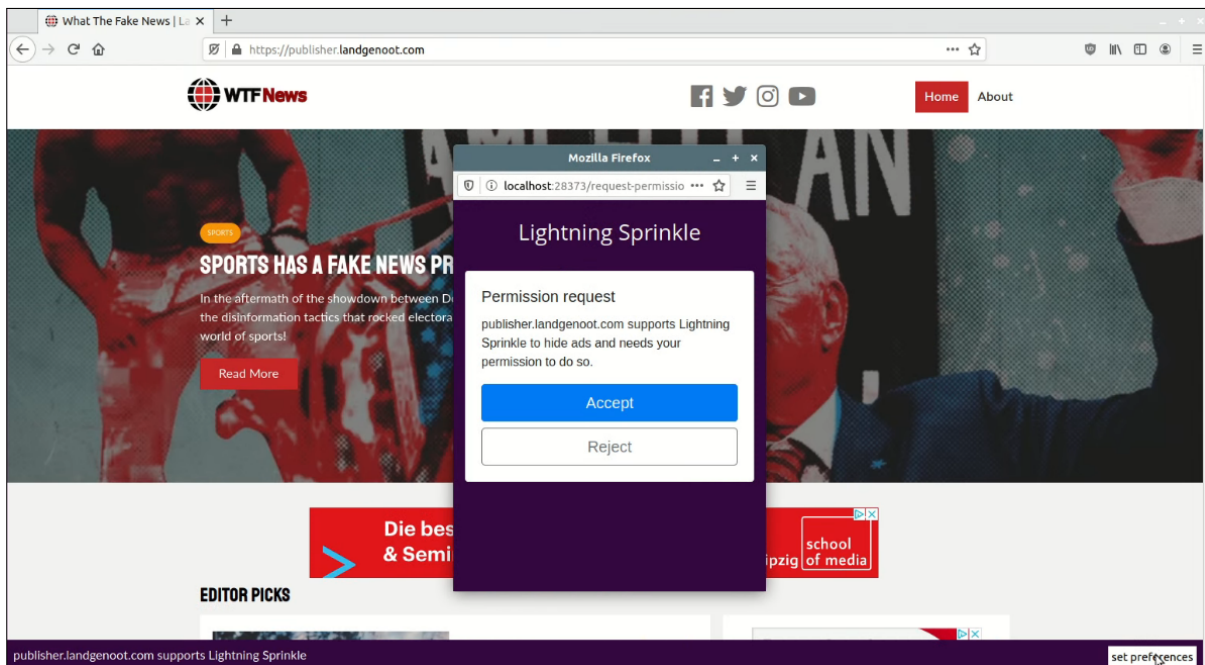 What The Fake News | La
https://publisher.landgenoot.com
WTFNews
Home
About
AN
SPORTS
SPORTS HAS A FAKE NEWS PR
In the aftermath of the showdown between D
the disinformation tactics that rocked electora
world of sports!
Read More
Mozilla Firefox
localhost:28373/request-permissio
Lightning Sprinkle
Permission request
publisher.landgenoot.com supports Lightning
Sprinkle to hide ads and needs your
permission to do so.
Accept
Reject
Die bes
& Semi
school
ipzig of media
EDITOR PICKS
publisher.landgenoot.com supports Lightning Sprinkle
set preferences